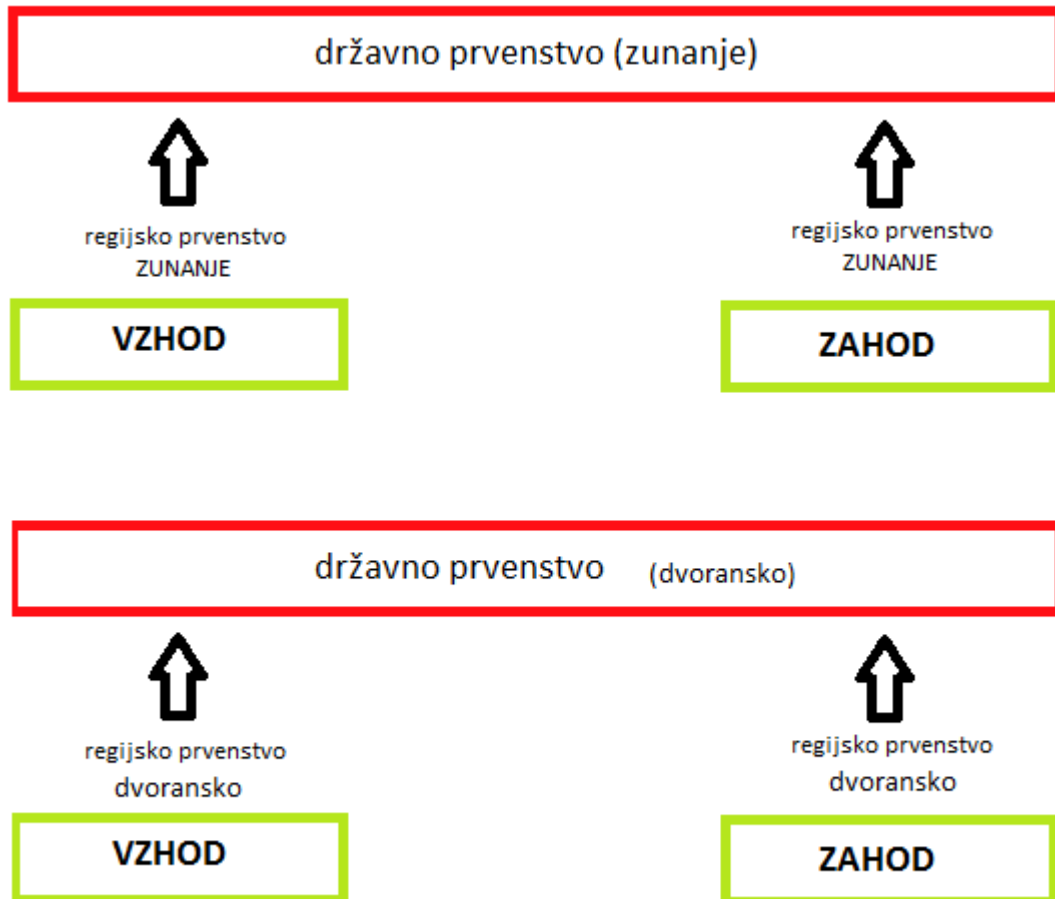 državno prvenstvo (zunanje)
regijsko prvenstvo
ZUNANJE
VZHOD
regijsko prvenstvo
ZUNANJE
ZAHOD
državno prvenstvo (dvoransko)
regijsko prvenstvo
dvoransko
VZHOD
regijsko prvenstvo
dvoransko
ZAHOD